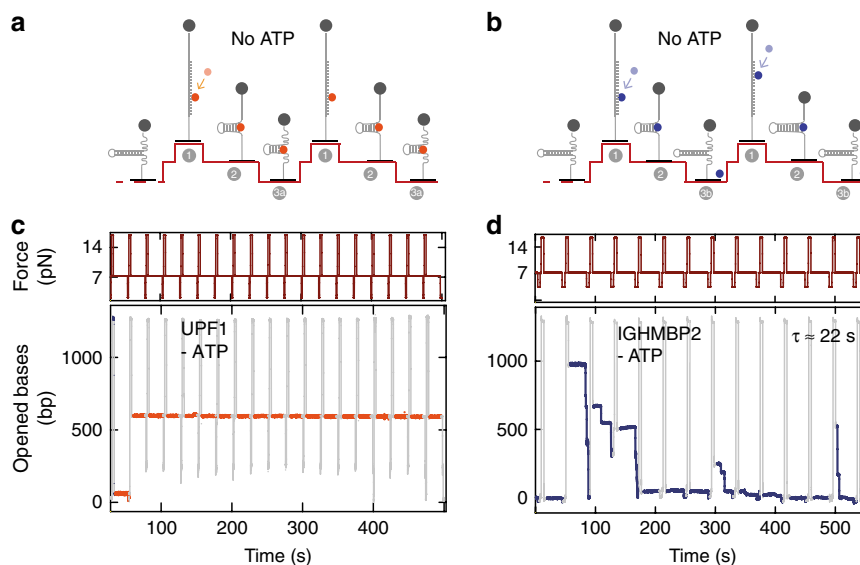 a
No ATP
1
2
3a
1
2
3a
b
No ATP
1
2
3b
1
2
3b
c
Force
(pN)
14
7
Opened bases
(bp)
1000
500
0
UPF1
- ATP
100
200
300
400
Time (s)
d
14
7
1000
500
0
IGHMBP2
- ATP
τ ≈ 22 s
100
200
300
400
500
Time (s)